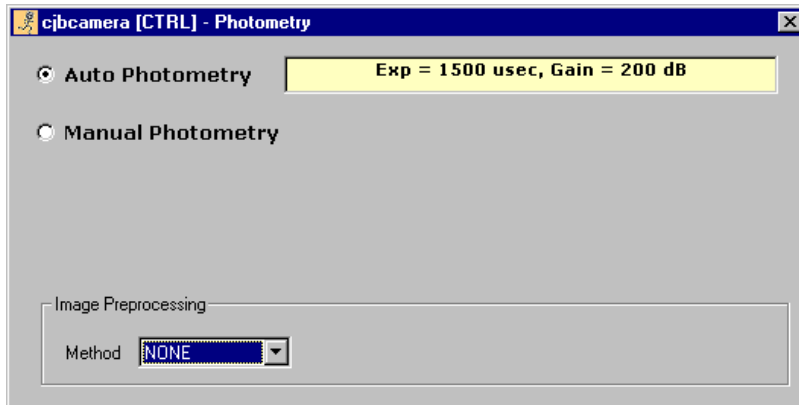 cjbcamera [CTRL] - Photometry
Auto Photometry
Exp = 1500 usec, Gain = 200 dB
Manual Photometry
Image Preprocessing
Method NONE